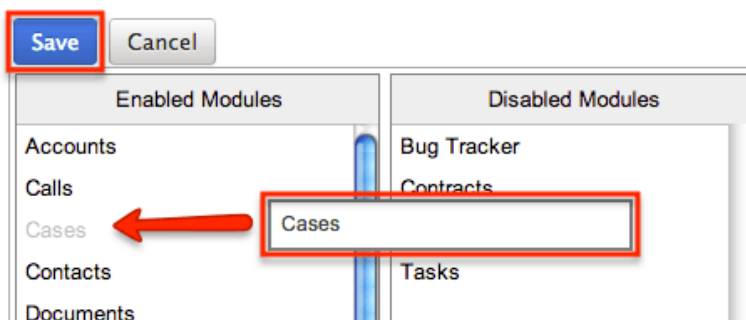 Save Cancel
Enabled Modules Disabled Modules
Accounts Bug Tracker
Calls Contracts
Cases Cases
Contacts Tasks
Documents